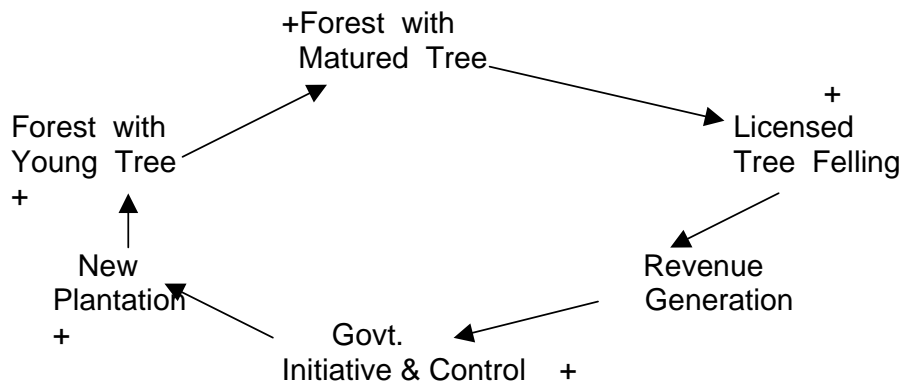 +Forest with
Matured Tree
+
Licensed
Tree Felling
Revenue
Generation
Govt.
Initiative & Control +
New
Plantation
+
Forest with
Young Tree
+